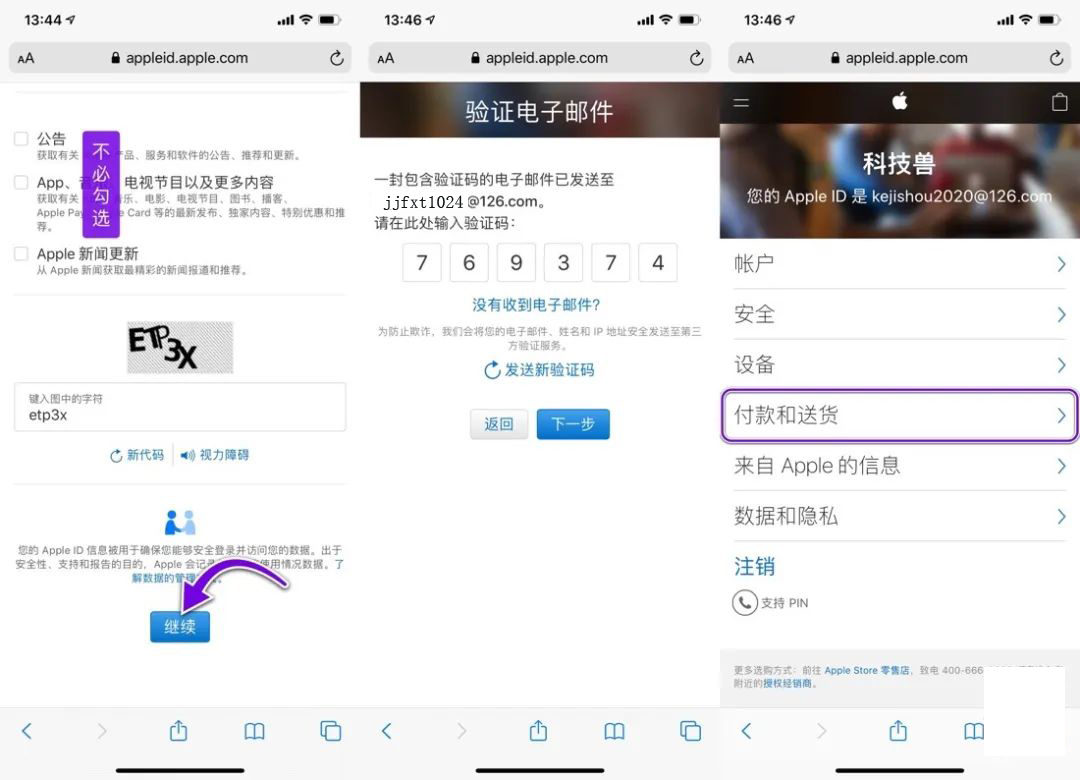 13:44
AA appleid.apple.com
公告
获取有关 产品、服务和软件的公告、推荐和更新。
App、 电视节目以及更多内容
获取有关 音乐、电影、电视节目、图书、播客、
Apple Pay Card 等的最新发布、独家内容、特别优惠和推
荐。
Apple 新闻更新
从 Apple 新闻获取最精彩的新闻报道和推荐。
不必勾选
ETP3X
键入图中的字符
etp3x
新代码 视力障碍
您的 Apple ID 信息被用于确保您能够安全登录并访问您的数据。出于
安全性、支持和报告的目的，Apple 会记录 使用情况数据。了
解数据的管理
继续
13:46
AA appleid.apple.com
验证电子邮件
一封包含验证码的电子邮件已发送至
jjfxt1024@126.com。
请在此处输入验证码：
7 6 9 3 7 4
没有收到电子邮件?
为防止欺诈，我们会将您的电子邮件、姓名和 IP 地址安全发送至第三
方验证服务。
发送新验证码
返回 下一步
13:46
AA appleid.apple.com
科技兽
您的 Apple ID 是 kejishou2020@126.com
帐户
安全
设备
付款和送货
来自 Apple 的信息
数据和隐私
注销
支持 PIN
更多选购方式：前往 Apple Store 零售店，致电 400-666-
附近的授权经销商。